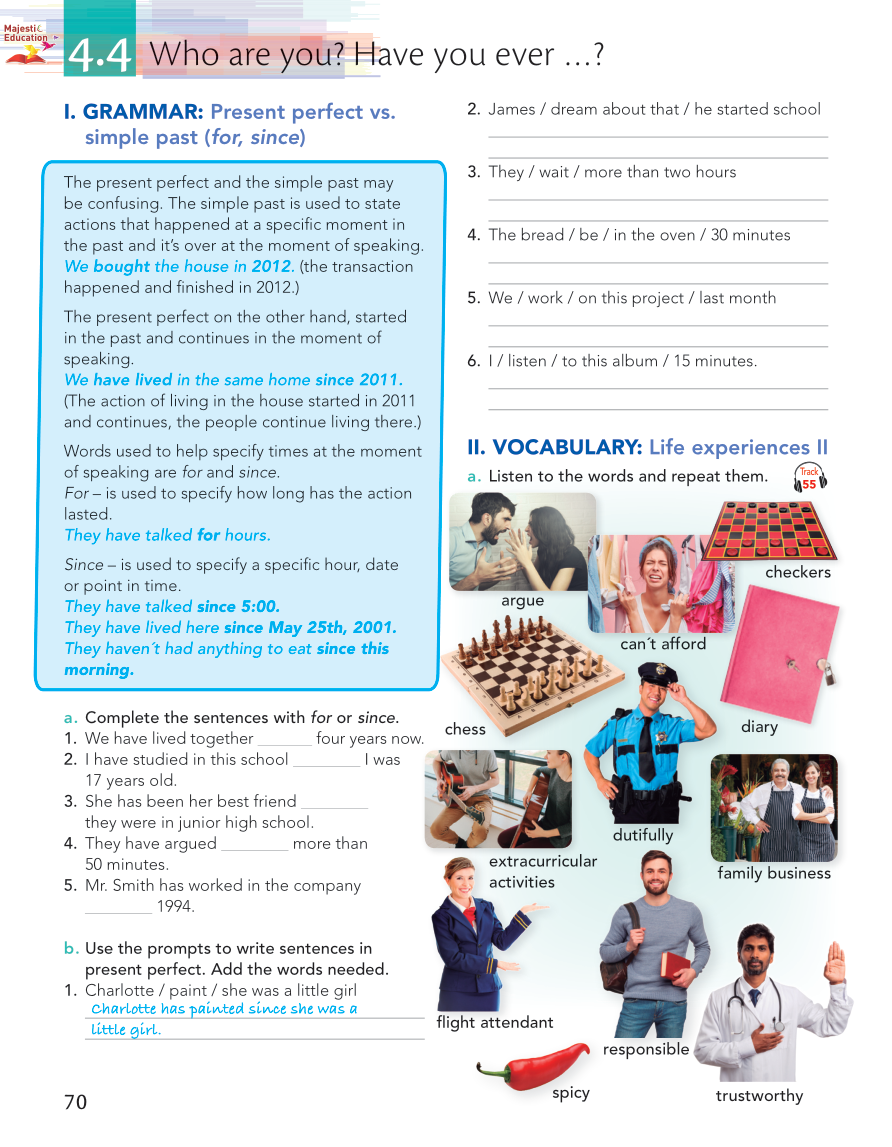 Majesti
Education
4.4 Who are you? Have you ever ...?
I. GRAMMAR: Present perfect vs.
simple past (for, since)
The present perfect and the simple past may
be confusing. The simple past is used to state
actions that happened at a specific moment in
the past and it’s over at the moment of speaking.
We bought the house in 2012. (the transaction
happened and finished in 2012.)
The present perfect on the other hand, started
in the past and continues in the moment of
speaking.
We have lived in the same home since 2011.
(The action of living in the house started in 2011
and continues, the people continue living there.)
Words used to help specify times at the moment
of speaking are for and since.
For – is used to specify how long has the action
lasted.
They have talked for hours.
Since – is used to specify a specific hour, date
or point in time.
They have talked since 5:00.
They have lived here since May 25th, 2001.
They haven´t had anything to eat since this
morning.
a. Complete the sentences with for or since.
1. We have lived together ______ four years now.
2. I have studied in this school ______ I was
17 years old.
3. She has been her best friend ______
they were in junior high school.
4. They have argued ______ more than
50 minutes.
5. Mr. Smith has worked in the company
______ 1994.
b. Use the prompts to write sentences in
present perfect. Add the words needed.
1. Charlotte / paint / she was a little girl
Charlotte has painted since she was a
little girl.
70
2. James / dream about that / he started school
3. They / wait / more than two hours
4. The bread / be / in the oven / 30 minutes
5. We / work / on this project / last month
6. I / listen / to this album / 15 minutes.
II. VOCABULARY: Life experiences II
a. Listen to the words and repeat them.
Track
55
checkers
argue
can´t afford
chess
diary
dutifully
extracurricular
activities
family business
flight attendant
responsible
spicy
trustworthy